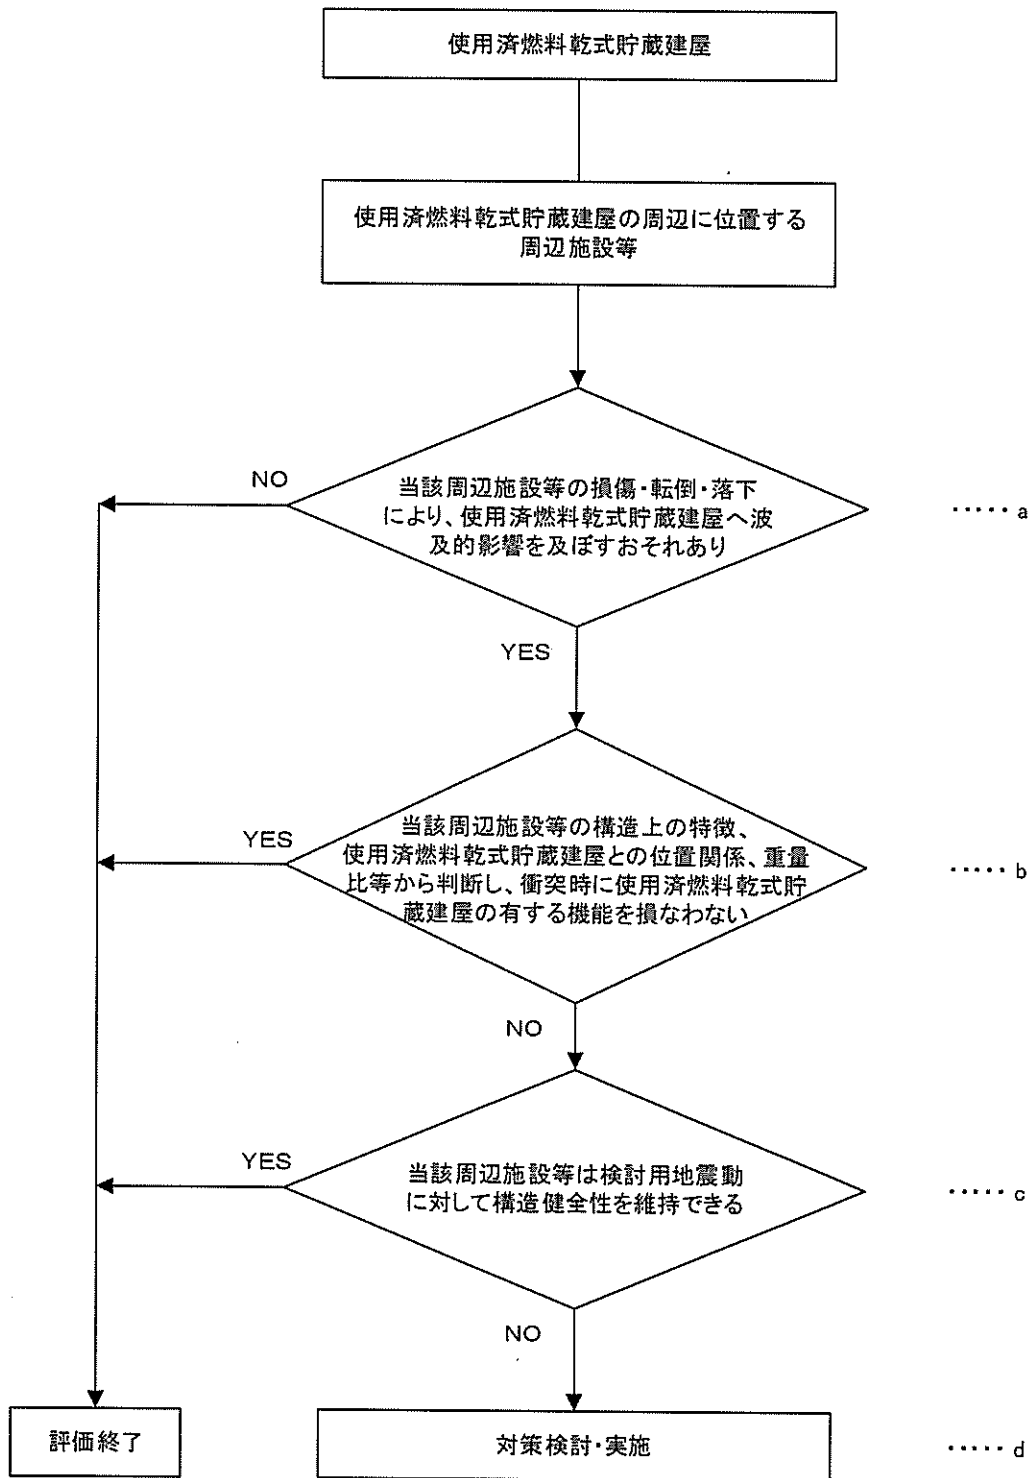 使用済燃料乾式貯蔵建屋
使用済燃料乾式貯蔵建屋の周辺に位置する
周辺施設等
NO
当該周辺施設等の損傷・転倒・落下
により、使用済燃料乾式貯蔵建屋へ波
及的影響を及ぼすおそれあり
・・・・・a
YES
YES
当該周辺施設等の構造上の特徴、
使用済燃料乾式貯蔵建屋との位置関係、重量
比等から判断し、衝突時に使用済燃料乾式貯
蔵建屋の有する機能を損なわない
・・・・・b
NO
YES
当該周辺施設等は検討用地震動
に対して構造健全性を維持できる
・・・・・c
NO
評価終了
対策検討・実施
・・・・・d